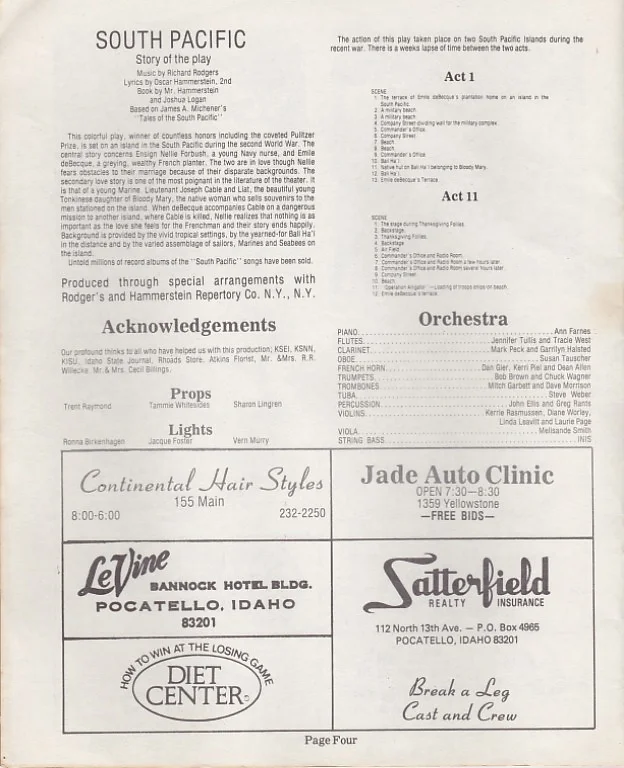 SOUTH PACIFIC
Story of the play
Music by Richard Rodgers
Lyrics by Oscar Hammerstein, 2nd
Book by Mr. Hammerstein
and Joshua Logan
Based on James A. Michener's
"Tales of the South Pacific"
This colorful play, winner of countless honors including the coveted Pulitzer
Prize, is set on an island in the South Pacific during the second World War. The
central story concerns Ensign Nellie Forbush, a young Navy nurse, and Emile
deBecque, a greying, wealthy French planter. The two are in love though Nellie
fears obstacles to their marriage because of their disparate backgrounds. The
secondary love story is one of the most poignant in the literature of the theater. It
is that of a young Marine Lieutenant Joseph Cable and Liat, the beautiful young
Tonkinese daughter of Bloody Mary, the native woman who sells souvenirs to the
men stationed on the island. When deBecque accompanies Cable on a dangerous
mission to another island, where Cable is killed, Nellie realizes that nothing is as
important as the love she feels for the Frenchman and their story ends happily.
Background is provided by the vivid tropical settings, by the yearned-for Bali Ha'i
in the distance and by the varied assemblage of sailors, Marines and Seabees on
the island.
Untold millions of record albums of the "South Pacific" songs have been sold.
Produced through special arrangements with
Rodger's and Hammerstein Repertory Co. N.Y., N.Y.
Acknowledgements
Our profound thinks to all who have helped us with this production; KSEI, KSNN,
KISU, Idaho State Journal, Rhoads Store, Atkins Florist, Mr. &Mrs. R.R.
Willecke, Mr. & Mrs. Cecil Billings.
Props
Trent Raymond Tammie Whitesides Sharon Lingren
Lights
Ronna Birkenhagen Jacque Foster Vern Murry
The action of this play taken place on two South Pacific Islands during the
recent war. There is a weeks lapse of time between the two acts.
Act 1
SCENE
1 The terrace of Emile deBecque's plantation home on an island in the
South Pacific.
2 A military beach
3 A military beach
4 Company Street-dividing wall for the military complex
5 Commander's Office.
6 Company Street
7 Beach
8 Beach
9 Commander's Office
10 Bali Ha'i
11 Native hut on Bali Ha'i belonging to Bloody Mary.
12 Bali Ha'i
13 Emile deBecque's Terrace.
Act 11
SCENE
1 The stage during Thanksgiving Follies.
2 Backstage.
3 Thanksgiving Follies.
4 Backstage
5 Air Field
6 Commander's Office and Radio Room.
7 Commander's Office and Radio Room a few hours later.
8 Commander's Office and Radio Room several hours later.
9 Company Street.
10 Beach
11 "Operation Alligator"—Loading of troops on beach.
12 Emile deBecque's terrace.
Orchestra
PIANO Ann Farnes
FLUTES Jennifer Tullis and Tracie West
CLARINET Mark Peck and Garrilyn Halsted
OBOE Susan Tauscher
FRENCH HORN Dan Gier, Kerri Piel and Dean Allen
TRUMPETS Bob Brown and Chuck Wagner
TROMBONES Mitch Garbett and Dave Morrison
TUBA Steve Weber
PERCUSSION John Ellis and Greg Rants
VIOLINS Kerrie Rasmussen, Diane Worley,
Linda Leavitt and Laurie Page
VIOLA Melisande Smith
STRING BASS INIS
Continental Hair Styles
155 Main
8:00-6:00 232-2250
Jade Auto Clinic
OPEN 7:30—8:30
1359 Yellowstone
—FREE BIDS—
LeVine
BANNOCK HOTEL BLDG.
POCATELLO, IDAHO
83201
Satterfield
REALTY INSURANCE
112 North 13th Ave. — P.O. Box 4965
POCATELLO, IDAHO 83201
Break a Leg
Cast and Crew
HOW TO WIN AT THE LOSING GAME
DIET
CENTER
Page Four